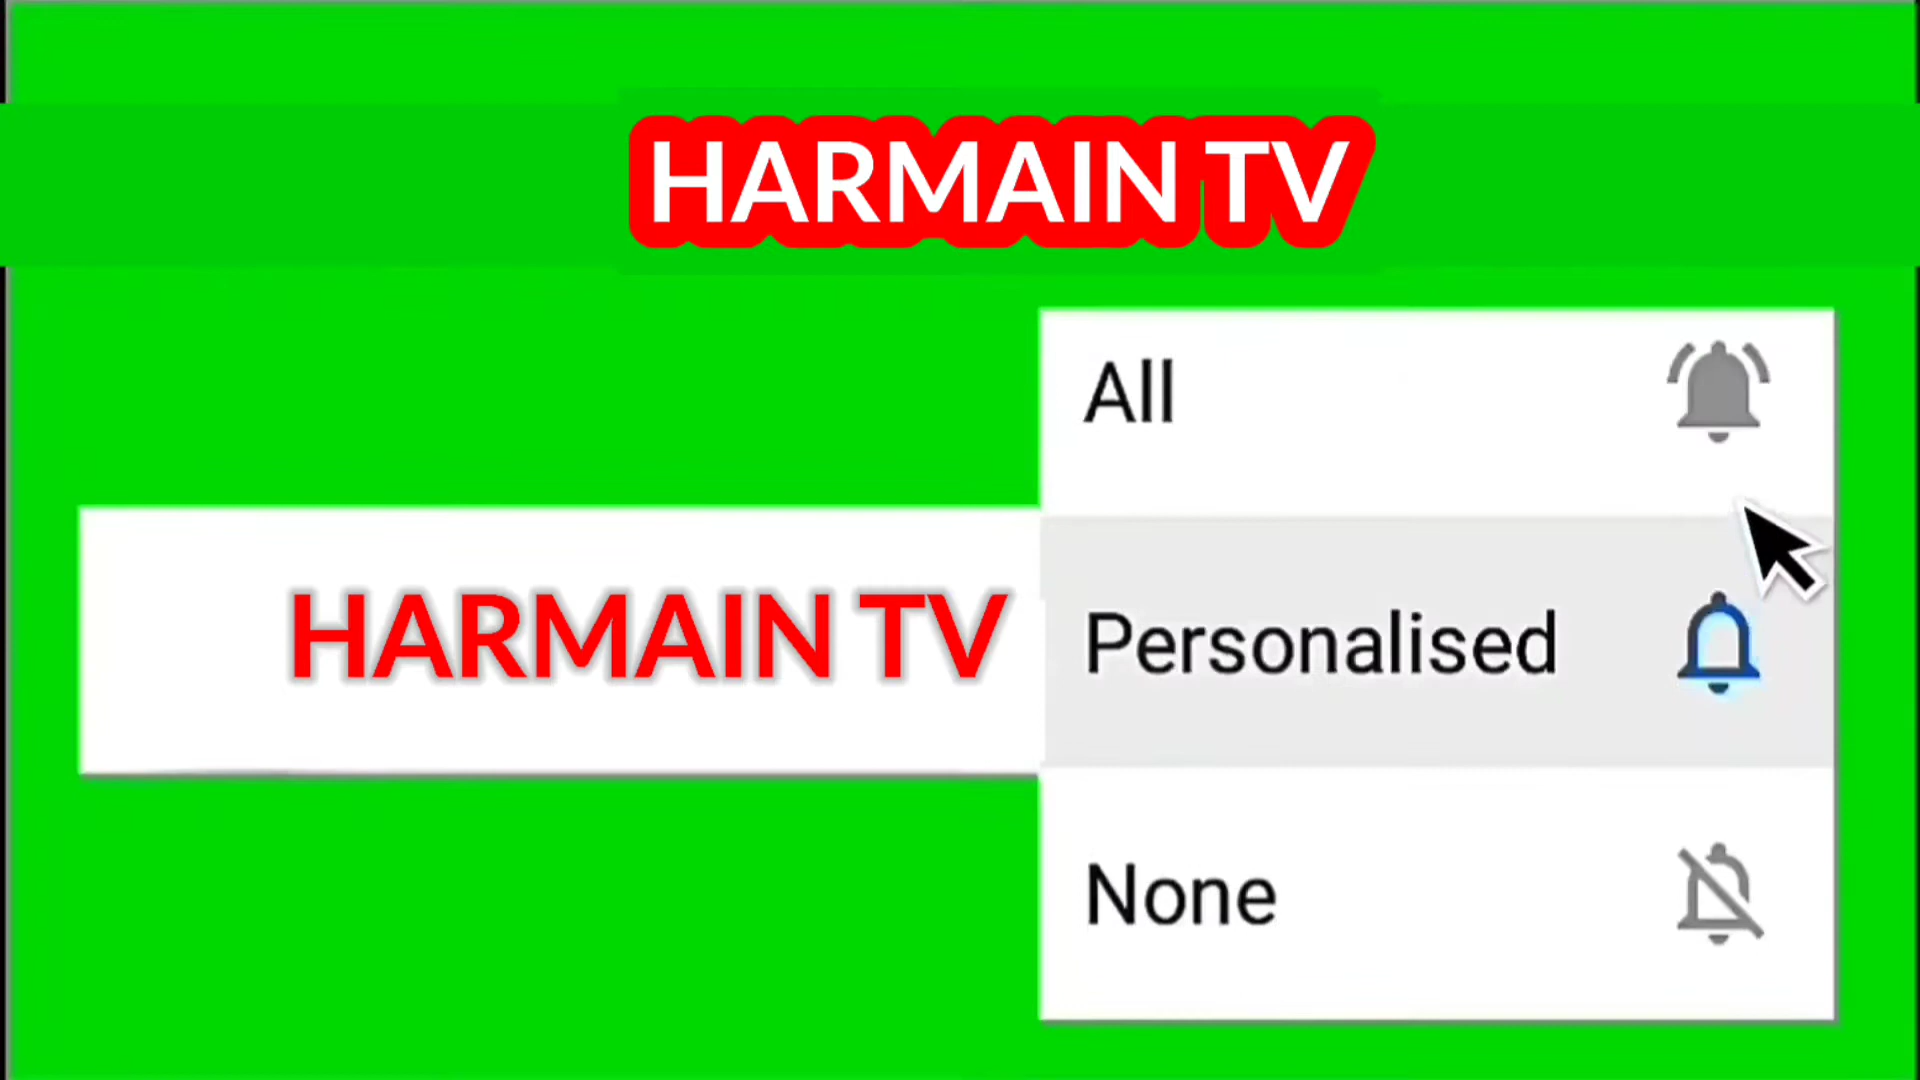 HARMAIN TV
All
HARMAIN TV
Personalised
None